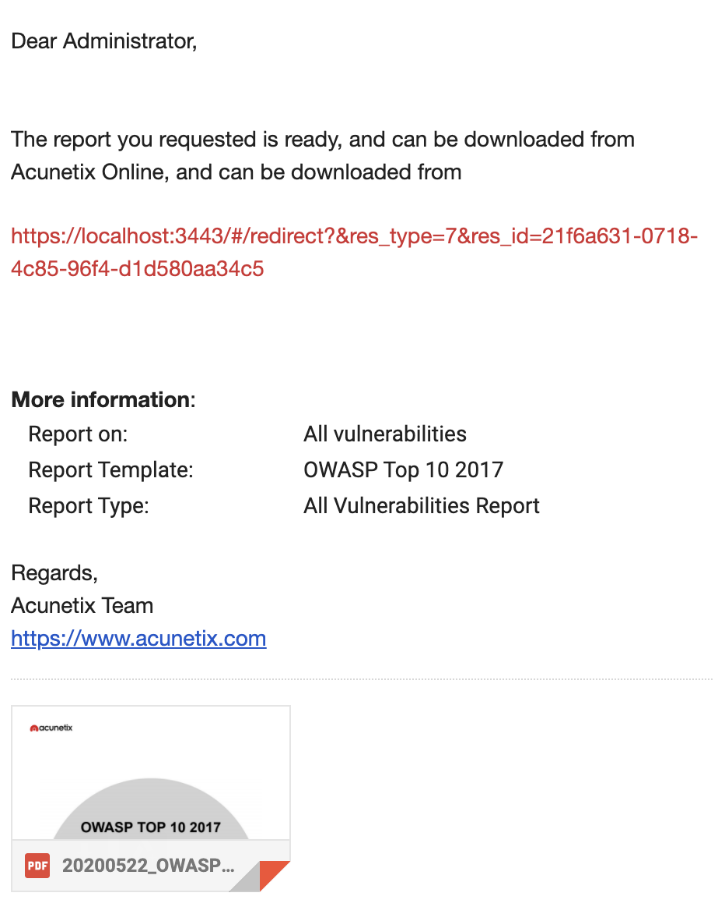 Dear Administrator,
The report you requested is ready, and can be downloaded from
Acunetix Online, and can be downloaded from
https://localhost:3443/#/redirect?&res_type=7&res_id=21f6a631-0718-
4c85-96f4-d1d580aa34c5
More information:
Report on: All vulnerabilities
Report Template: OWASP Top 10 2017
Report Type: All Vulnerabilities Report
Regards,
Acunetix Team
https://www.acunetix.com
acunetix
OWASP TOP 10 2017
PDF 20200522_OWASP...